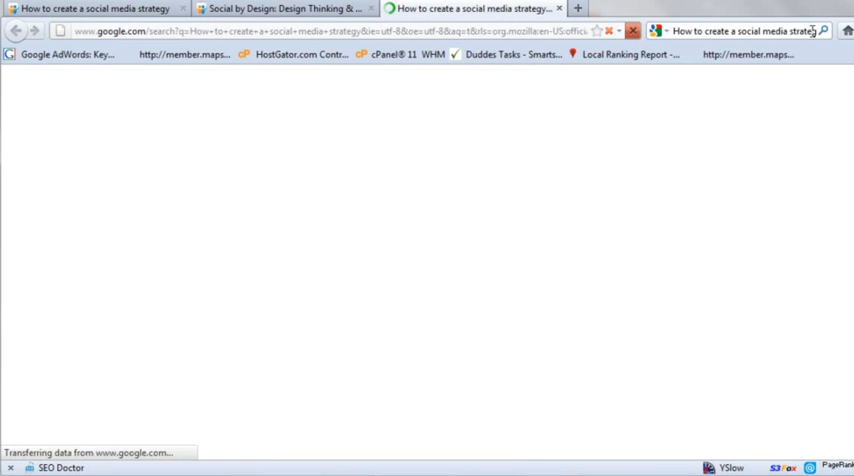 How to create a social media strategy
Social by Design: Design Thinking & ...
How to create a social media strategy...
www.google.com/search?q=How+to+create+a+social+media+strategy&ie=utf-8&oe=utf-8&aq=t&rls=org.mozilla:en-US:offici
How to create a social media strateg
Google AdWords: Key...
http://member.maps...
cP HostGator.com Contr...
cP cPanel® 11 WHM
Duddes Tasks - Smarts...
Local Ranking Report -...
http://member.maps...
Transferring data from www.google.com...
SEO Doctor
YSlow
S3Fox
PageRank